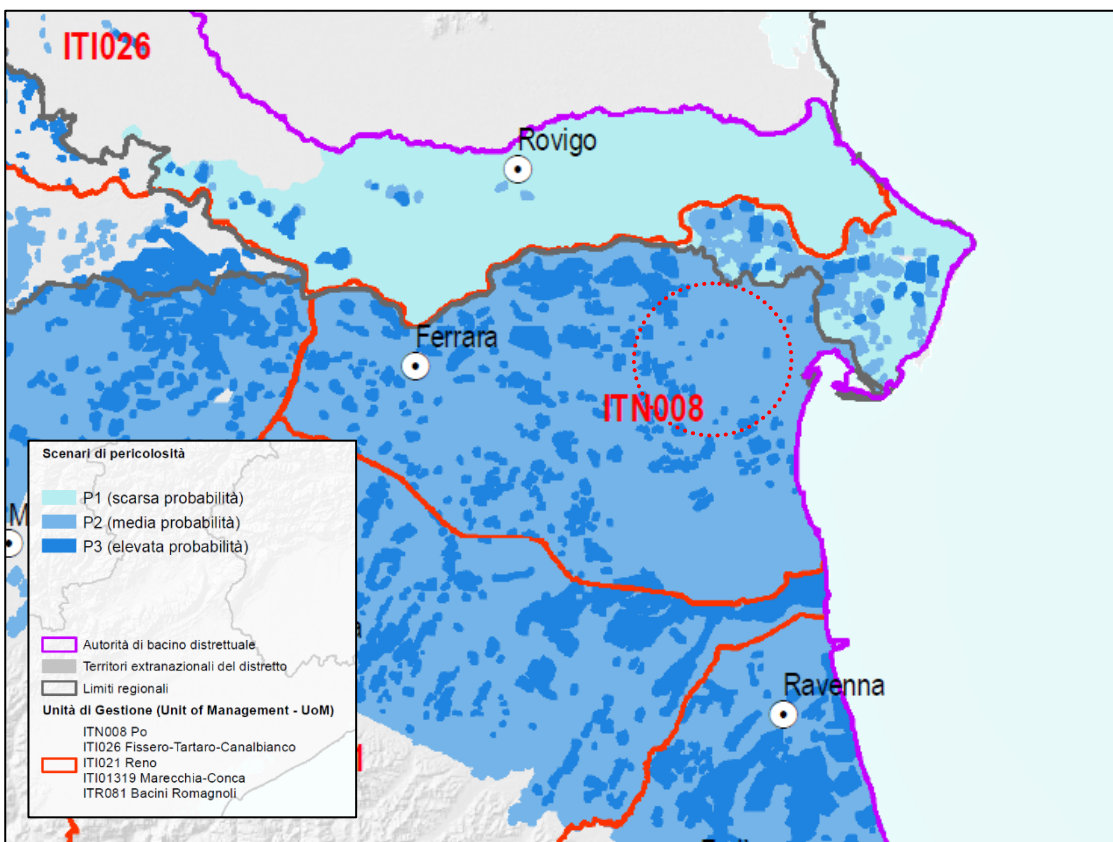 ITI026
Rovigo
Ferrara
ITN008
Scenari di pericolosità
P1 (scarsa probabilità)
M
P2 (media probabilità)
P3 (elevata probabilità)
Autorità di bacino distrettuale
Territori extranazionali del distretto
Limiti regionali
Ravenna
Unità di Gestione (Unit of Management - UoM)
ITN008 Po
ITI026 Fissero-Tartaro-Canalbianco
ITI021 Reno
ITI01319 Marecchia-Conca
ITR081 Bacini Romagnoli